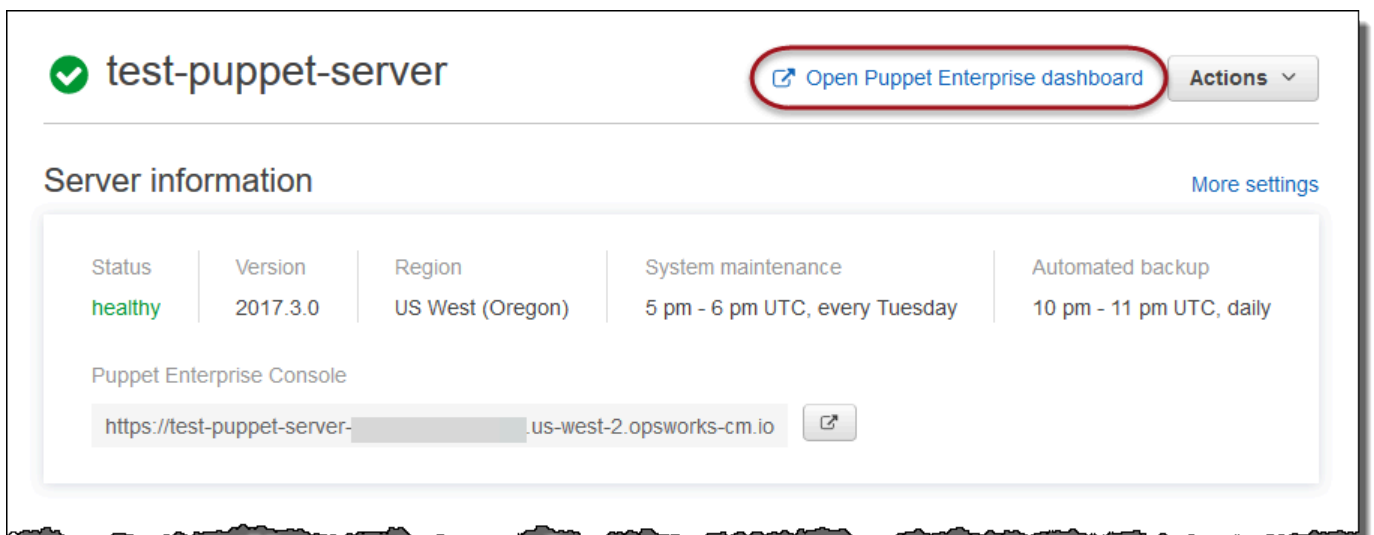 test-puppet-server
Open Puppet Enterprise dashboard
Actions
Server information
More settings
Status
Version
Region
System maintenance
Automated backup
healthy
2017.3.0
US West (Oregon)
5 pm - 6 pm UTC, every Tuesday
10 pm - 11 pm UTC, daily
Puppet Enterprise Console
https://test-puppet-server- .us-west-2.opsworks-cm.io